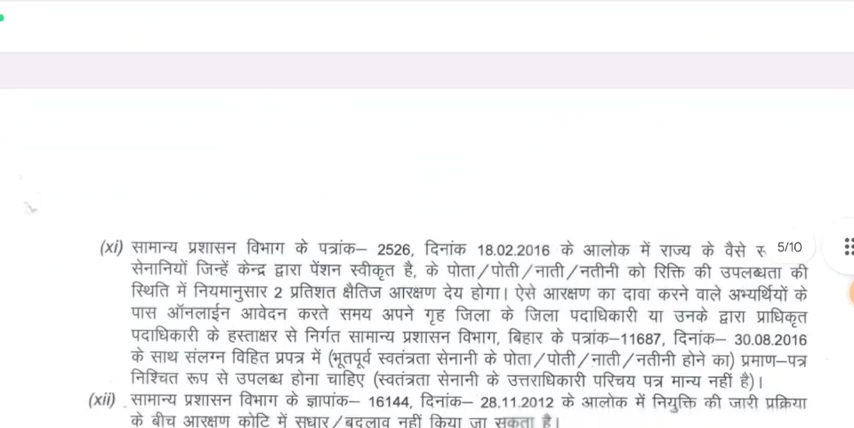 (xi) सामान्य प्रशासन विभाग के पत्रांक– 2526, दिनांक 18.02.2016 के आलोक में राज्य के वैसे
5/10
सेनानियों जिन्हें केन्द्र द्वारा पेंशन स्वीकृत है, के पोता/पोती/नाती/नतीनी को रिक्ति की उपलब्धता की
स्थिति में नियमानुसार 2 प्रतिशत क्षैतिज आरक्षण देय होगा। ऐसे आरक्षण का दावा करने वाले अभ्यर्थियों के
पास ऑनलाईन आवेदन करते समय अपने गृह जिला के जिला पदाधिकारी या उनके द्वारा प्राधिकृत
पदाधिकारी के हस्ताक्षर से निर्गत सामान्य प्रशासन विभाग, बिहार के पत्रांक–11687, दिनांक– 30.08.2016
के साथ संलग्न विहित प्रपत्र में (भूतपूर्व स्वतंत्रता सेनानी के पोता/पोती/नाती/नतीनी होने का) प्रमाण–पत्र
निश्चित रूप से उपलब्ध होना चाहिए (स्वतंत्रता सेनानी के उत्तराधिकारी परिचय पत्र मान्य नहीं है)।
(xii) सामान्य प्रशासन विभाग के ज्ञापांक– 16144, दिनांक– 28.11.2012 के आलोक में नियुक्ति की जारी प्रक्रिया
के बीच आरक्षण कोटि में सुधार/बदलाव नहीं किया जा सकता है।